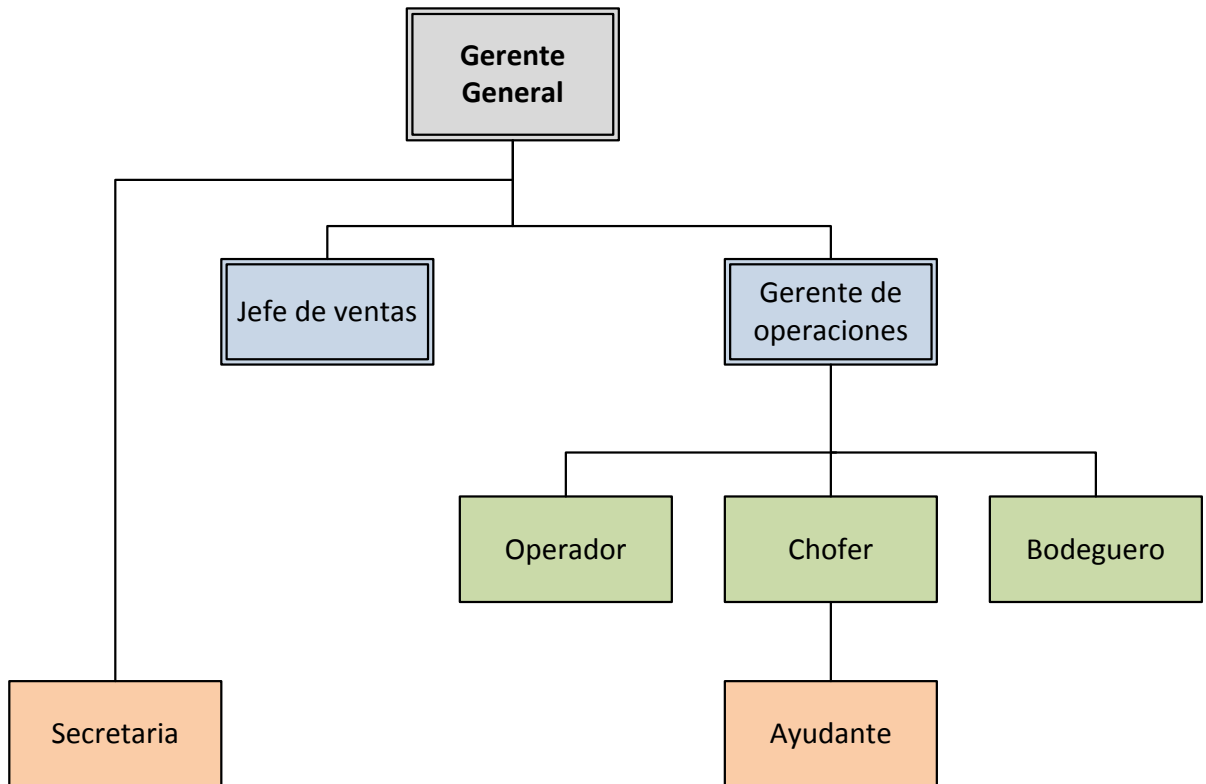 Gerente
General
Jefe de ventas
Gerente de
operaciones
Operador
Chofer
Bodeguero
Secretaria
Ayudante